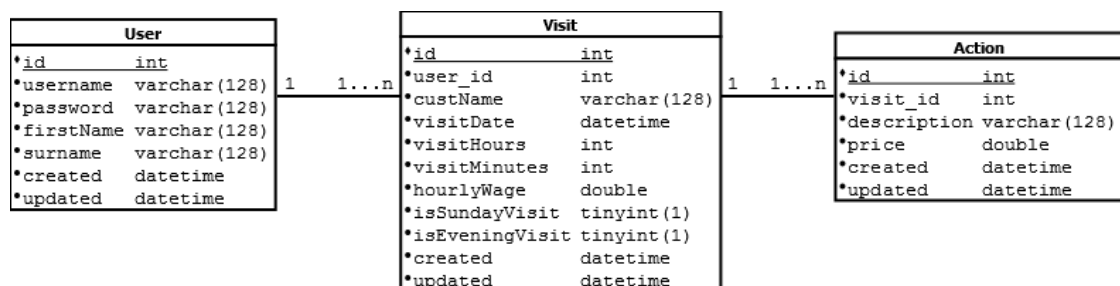 User
id int
username varchar(128)
password varchar(128)
firstName varchar(128)
surname varchar(128)
created datetime
updated datetime
1 1...n
Visit
id int
user_id int
custName varchar(128)
visitDate datetime
visitHours int
visitMinutes int
hourlyWage double
isSundayVisit tinyint(1)
isEveningVisit tinyint(1)
created datetime
updated datetime
1 1...n
Action
id int
visit_id int
description varchar(128)
price double
created datetime
updated datetime